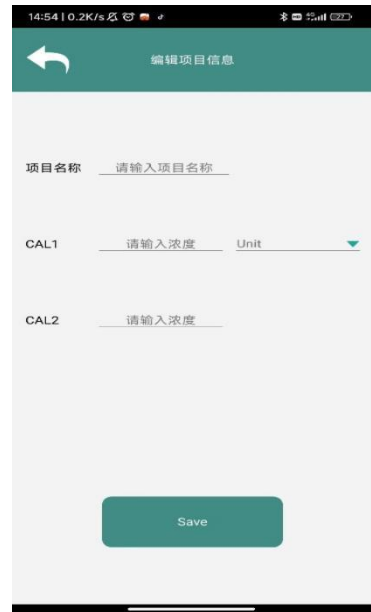 14:54 | 0.2K/s
编辑项目信息
项目名称 请输入项目名称
CAL1 请输入浓度 Unit
CAL2 请输入浓度
Save